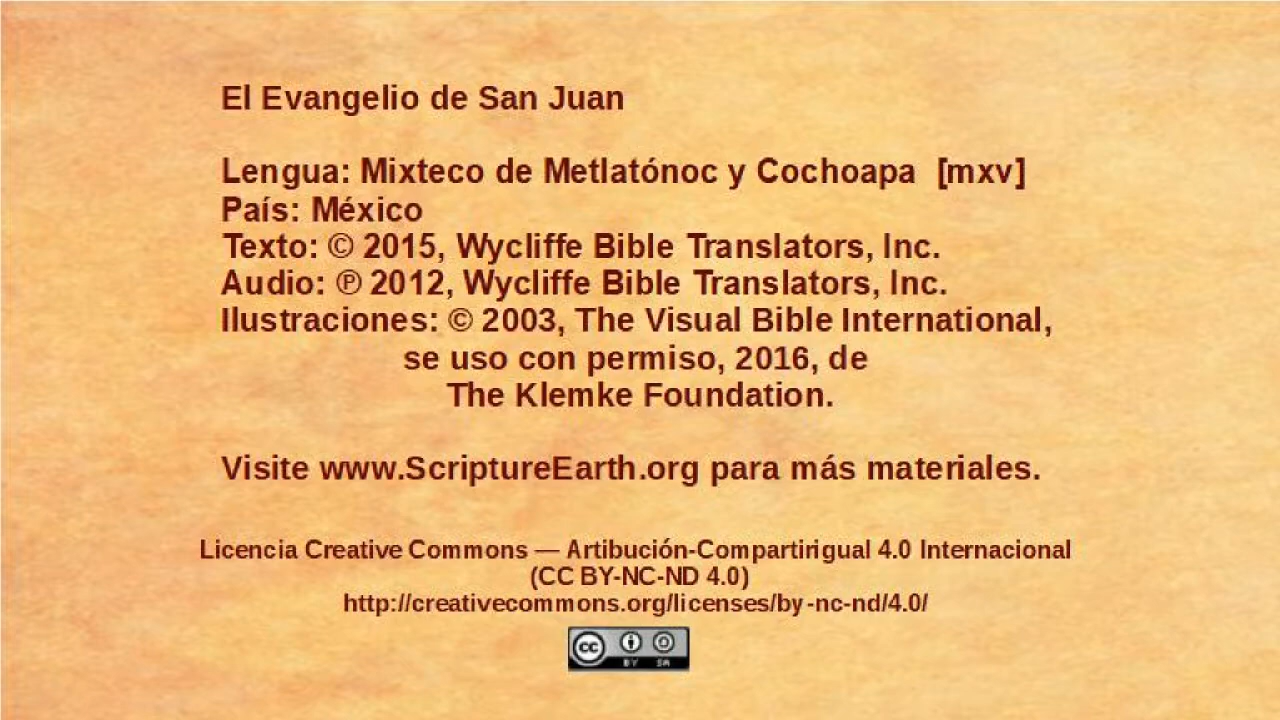 El Evangelio de San Juan
Lengua: Mixteco de Metlatónoc y Cochoapa [mxv]
País: México
Texto: © 2015, Wycliffe Bible Translators, Inc.
Audio: ℗ 2012, Wycliffe Bible Translators, Inc.
Ilustraciones: © 2003, The Visual Bible International,
se uso con permiso, 2016, de
The Klemke Foundation.
Visite www.ScriptureEarth.org para más materiales.
Licencia Creative Commons — Artibución-Compartirigual 4.0 Internacional
(CC BY-NC-ND 4.0)
http://creativecommons.org/licenses/by-nc-nd/4.0/
cc
BY SA